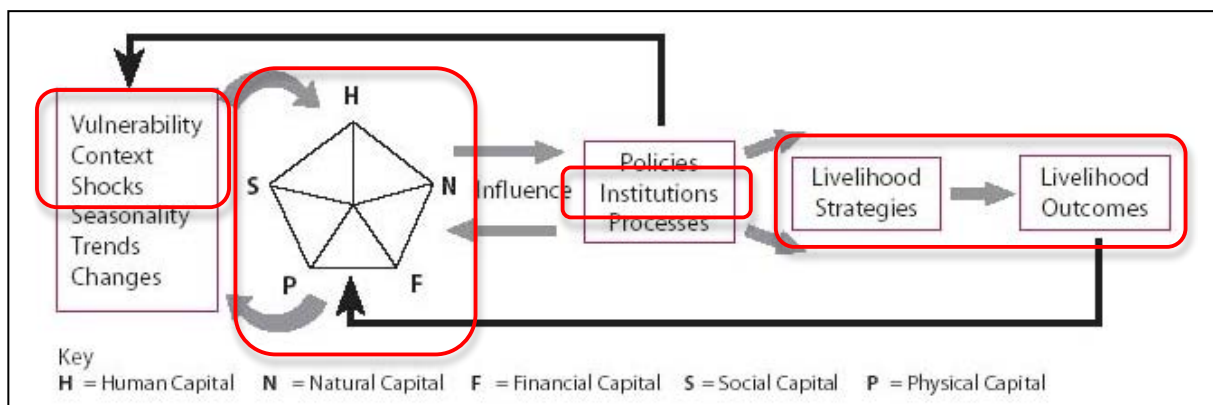 Vulnerability
Context
Shocks
Seasonality
Trends
Changes
H
S
N
P
F
Influence
Policies
Institutions
Processes
Livelihood
Strategies
Livelihood
Outcomes
Key
H = Human Capital N = Natural Capital F = Financial Capital S = Social Capital P = Physical Capital